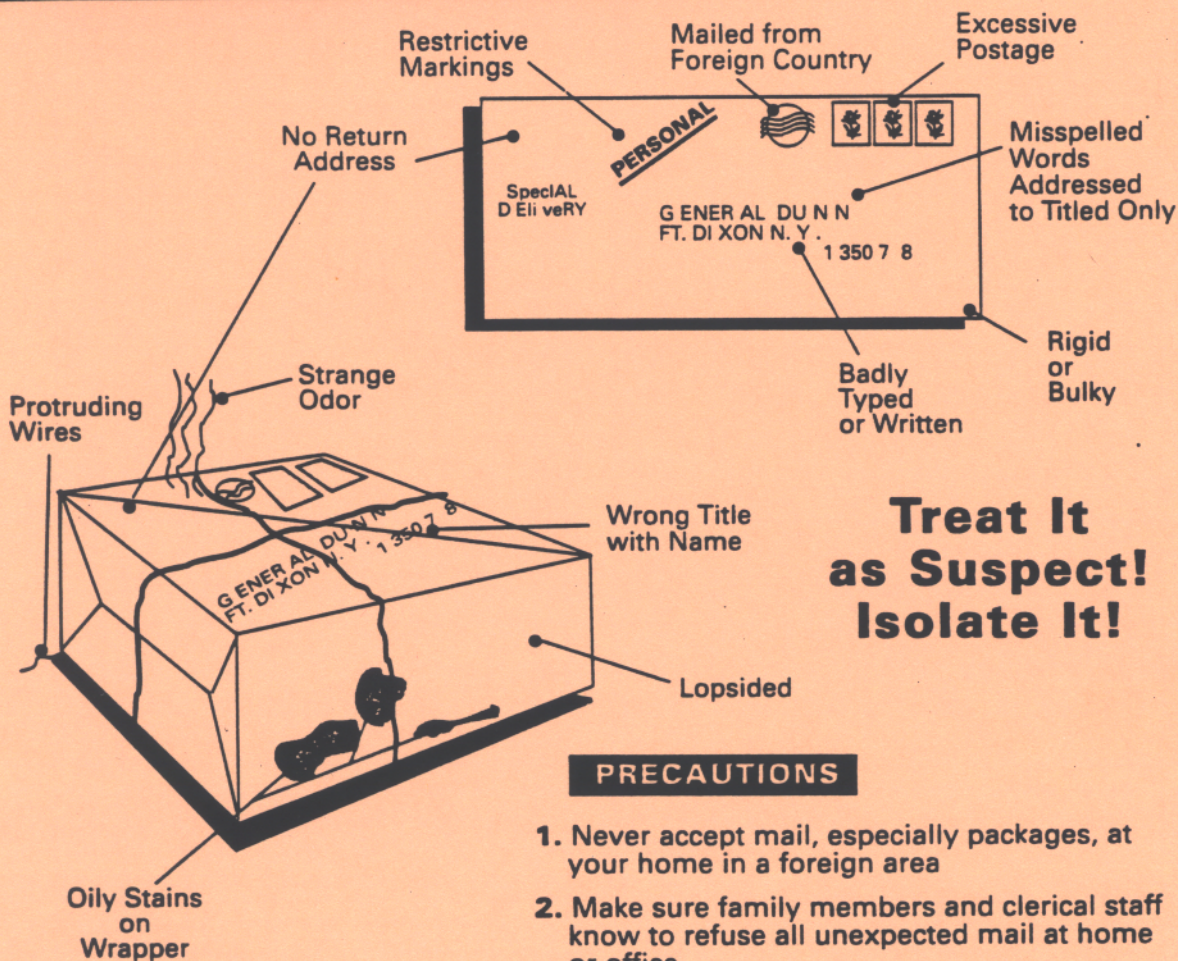 Restrictive
Markings
Mailed from
Foreign Country
Excessive
Postage
No Return
Address
PERSONAL
SpecIAL
D Eli veRY
G ENER AL DU N N
FT. DI XON N. Y .
1 350 7 8
Misspelled
Words
Addressed
to Titled Only
Rigid
or
Bulky
Badly
Typed
or Written
Strange
Odor
Protruding
Wires
G ENER AL DU N N
FT. DI XON N. Y .
1 350 7 8
Wrong Title
with Name
Lopsided
Oily Stains
on
Wrapper
Treat It
as Suspect!
Isolate It!
PRECAUTIONS
1. Never accept mail, especially packages, at
your home in a foreign area
2. Make sure family members and clerical staff
know to refuse all unexpected mail at home
or office